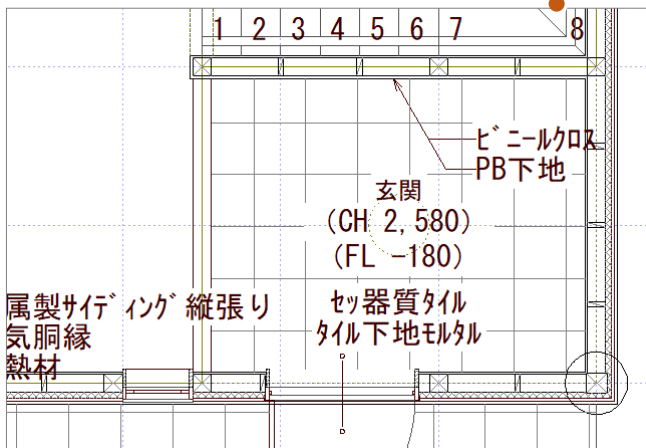 1 2 3 4 5 6 7 8
ビニールクロス
PB下地
玄関
(CH 2,580)
(FL -180)
セッ器質タイル
タイル下地モルタル
属製サイディング縦張り
気胴縁
熱材